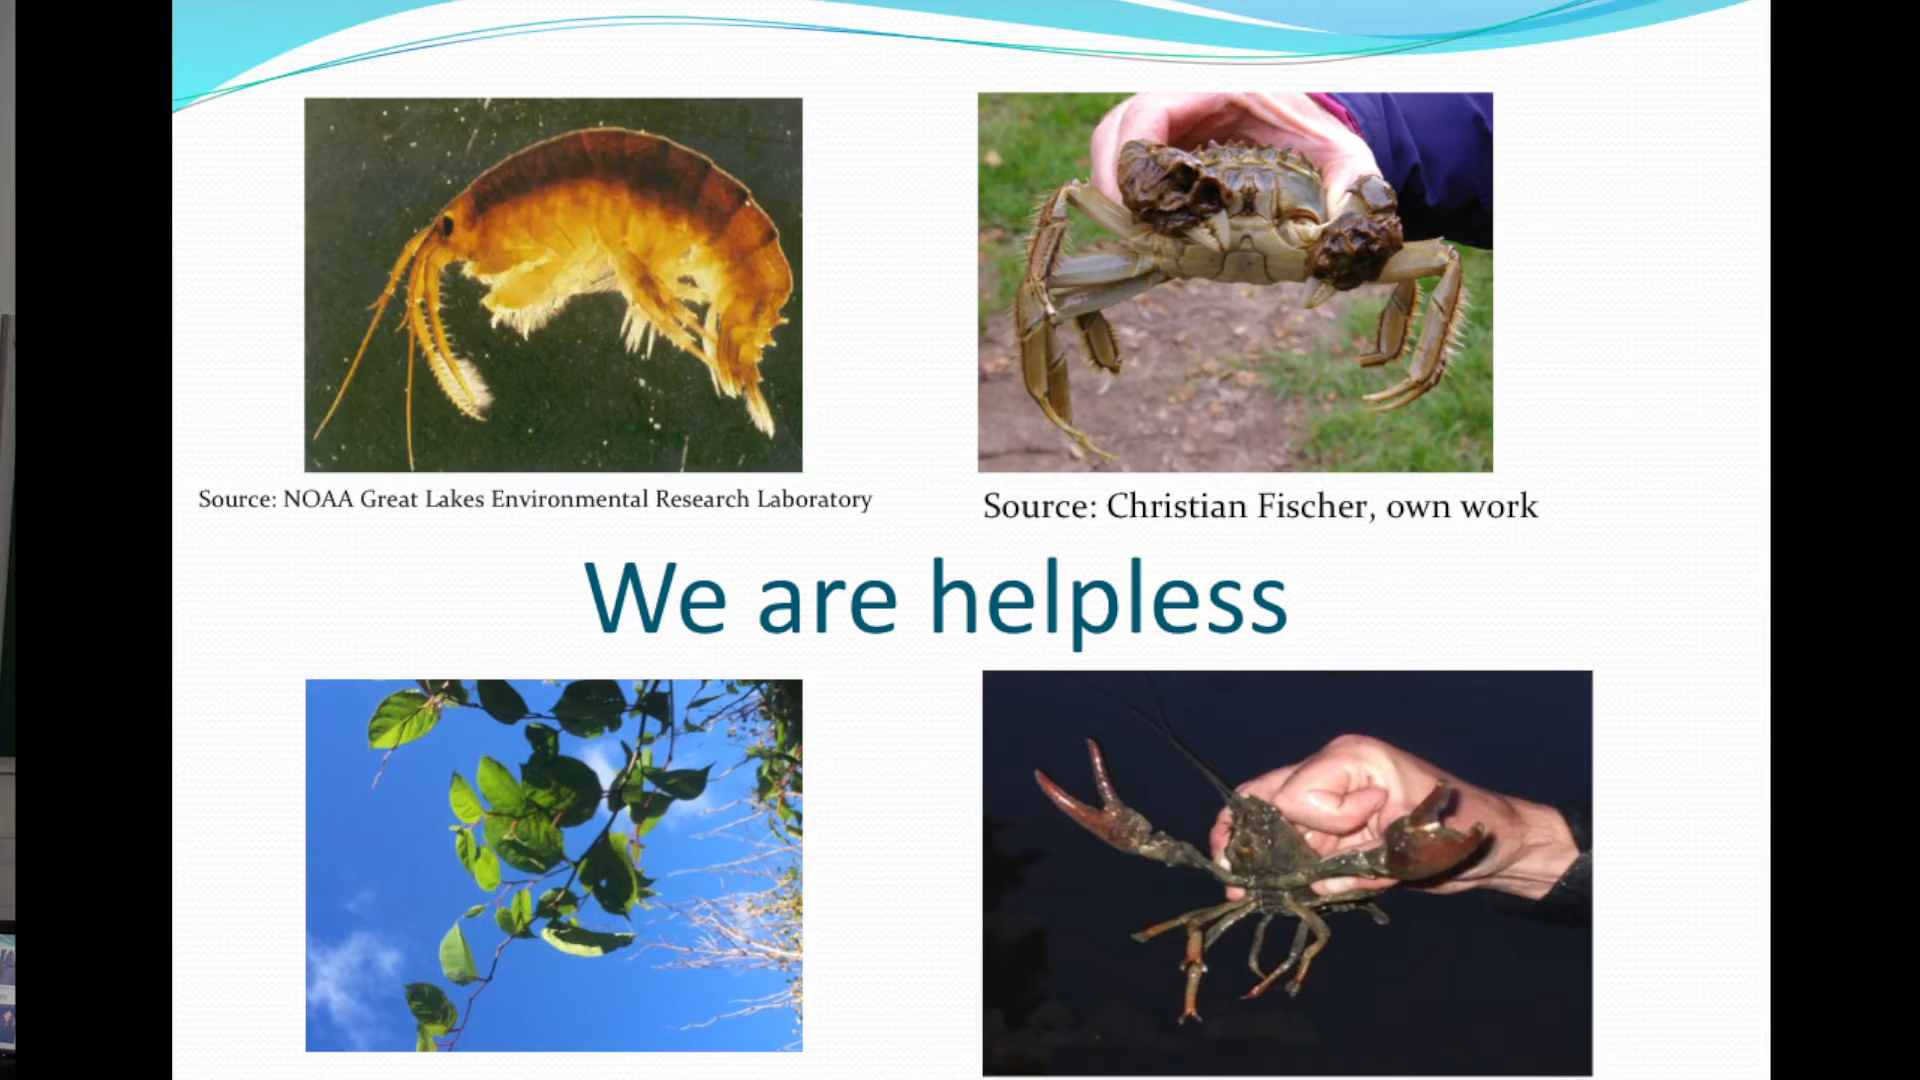 Source: NOAA Great Lakes Environmental Research Laboratory
Source: Christian Fischer, own work
We are helpless